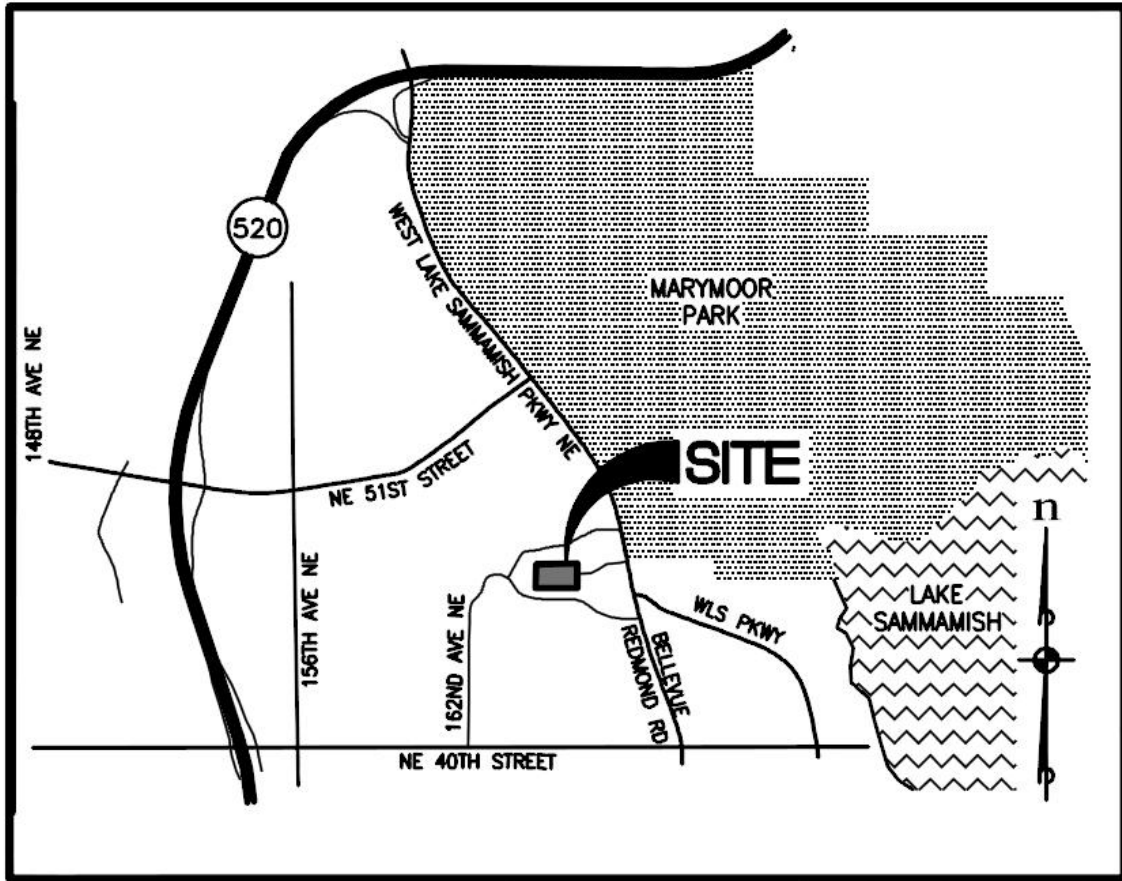 520
WEST LAKE SAMMAMISH PKWY NE
MARYMOOR
PARK
148TH AVE NE
SITE
NE 51ST STREET
n
156TH AVE NE
162ND AVE NE
LAKE
SAMMAMISH
WLS PKWY
BELLEVUE
REDMOND RD
NE 40TH STREET